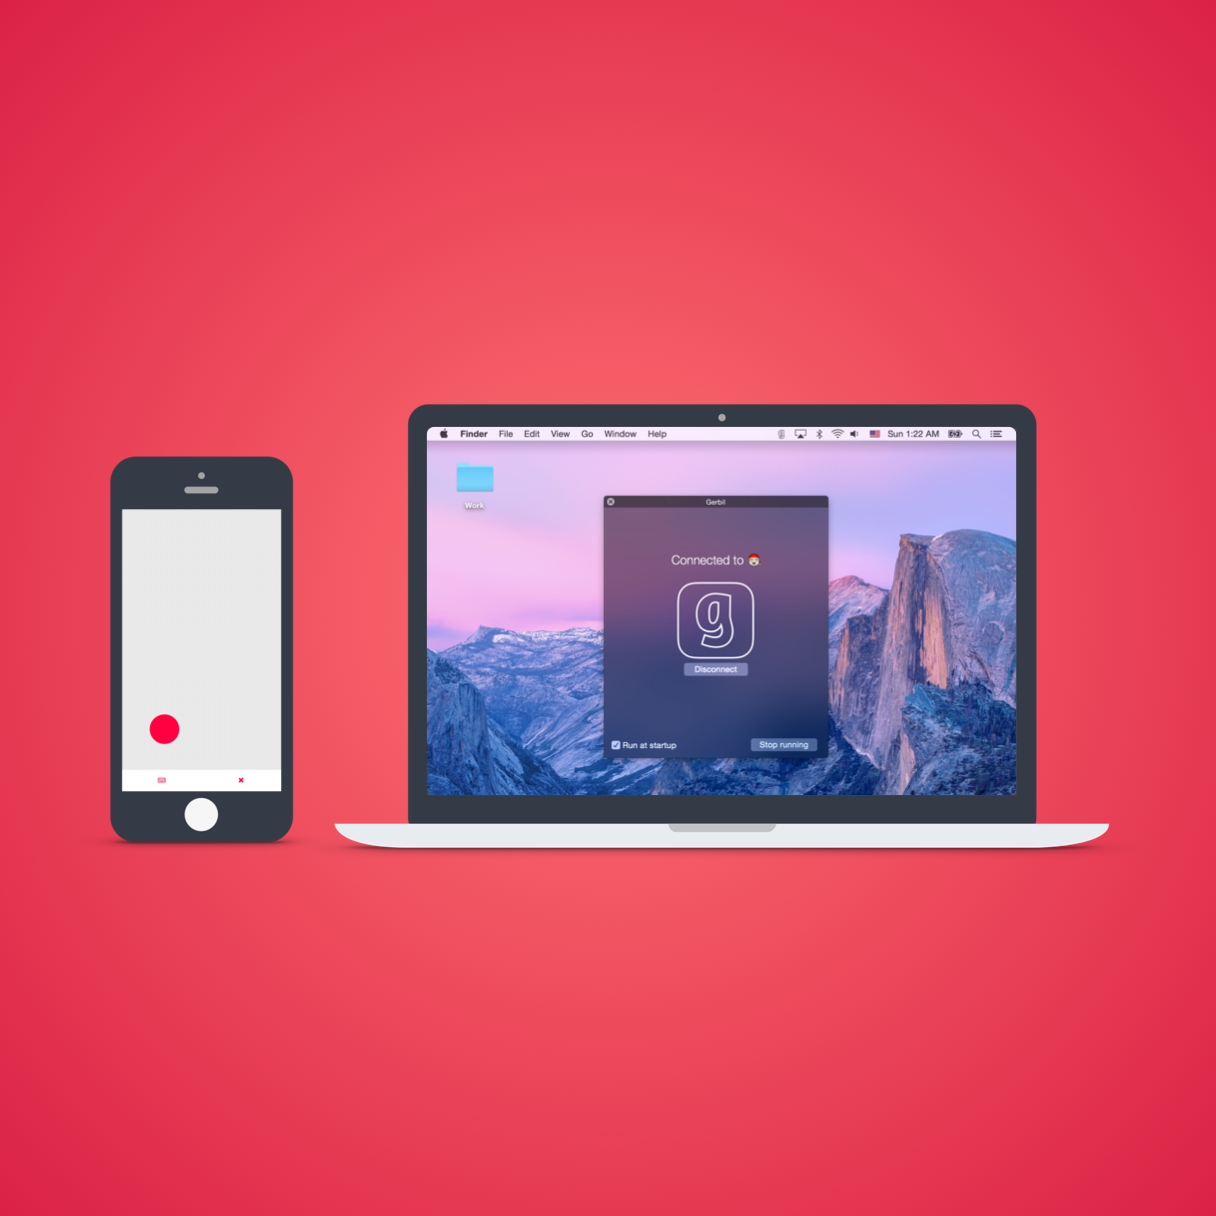 Finder File Edit View Go Window Help Sun 1:22 AM
Work
Gerbil
Connected to
g
Disconnect
Run at startup
Stop running